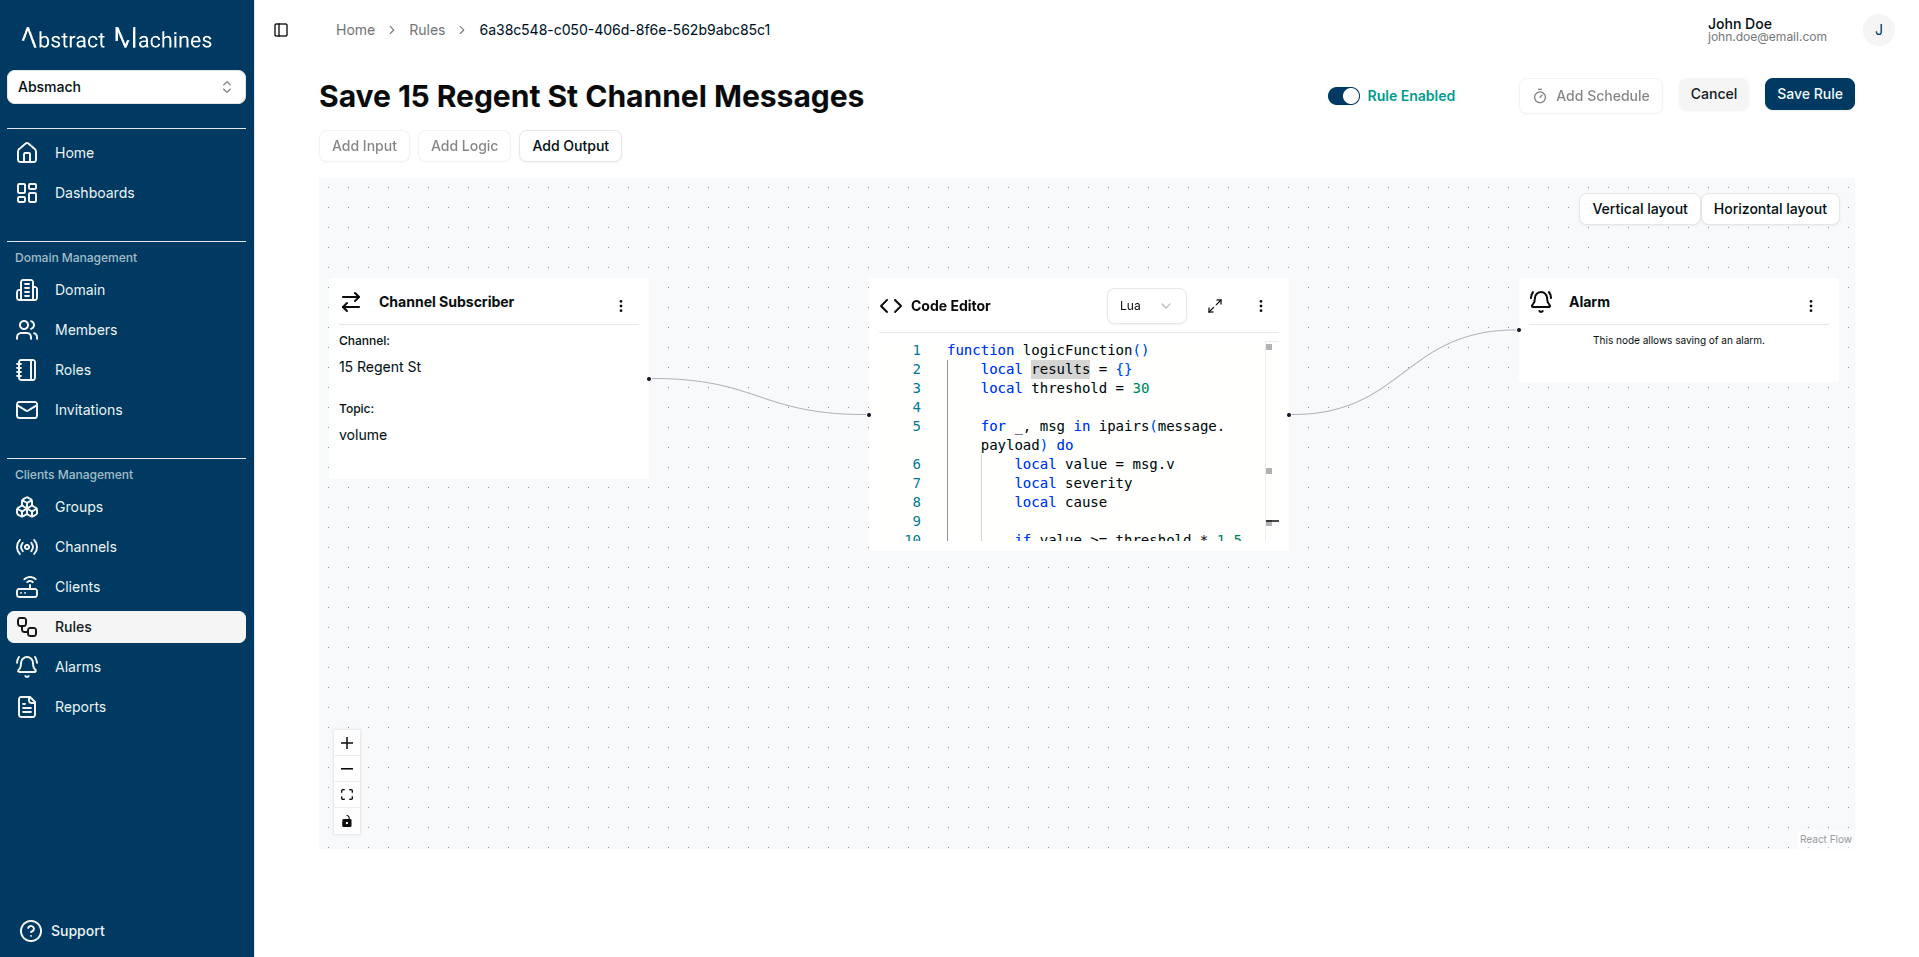 Abstract Machines
Absmach
Home
Dashboards
Domain Management
Domain
Members
Roles
Invitations
Clients Management
Groups
Channels
Clients
Rules
Alarms
Reports
Support
Home > Rules > 6a38c548-c050-406d-8f6e-562b9abc85c1
John Doe
john.doe@email.com
J
Save 15 Regent St Channel Messages
Rule Enabled
Add Schedule
Cancel
Save Rule
Add Input
Add Logic
Add Output
Vertical layout
Horizontal layout
Channel Subscriber
Channel:
15 Regent St
Topic:
volume
Code Editor
Lua
1 function logicFunction()
2 local results = {}
3 local threshold = 30
4
5 for _, msg in ipairs(message.
payload) do
6 local value = msg.v
7 local severity
8 local cause
9
10 if value >= threshold * 1.5
Alarm
This node allows saving of an alarm.
React Flow